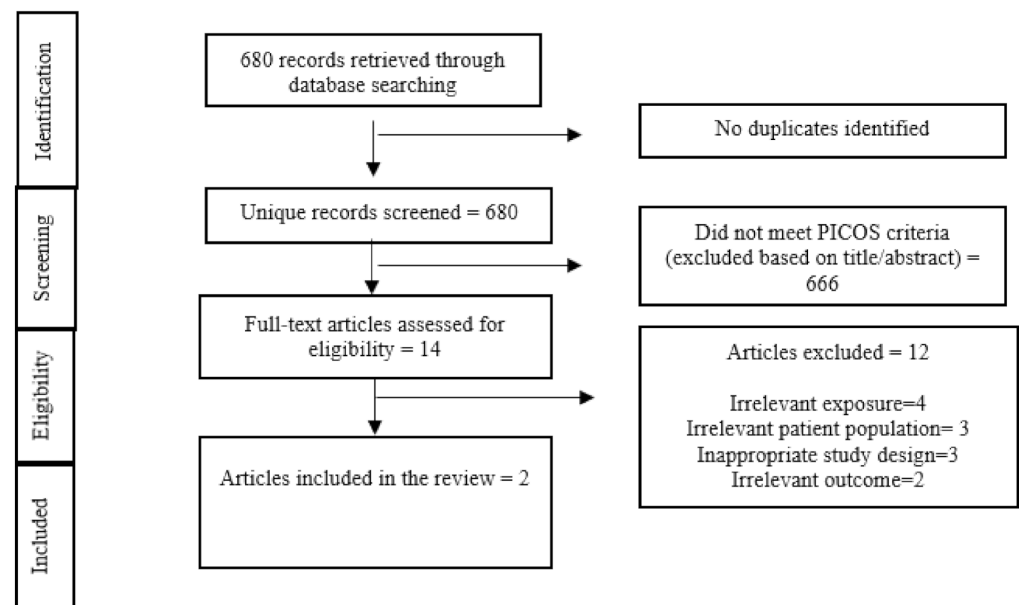 Identification
680 records retrieved through
database searching
No duplicates identified
Screening
Unique records screened = 680
Did not meet PICOS criteria
(excluded based on title/abstract) =
666
Eligibility
Full-text articles assessed for
eligibility = 14
Articles excluded = 12
Irrelevant exposure=4
Irrelevant patient population= 3
Inappropriate study design=3
Irrelevant outcome=2
Included
Articles included in the review = 2